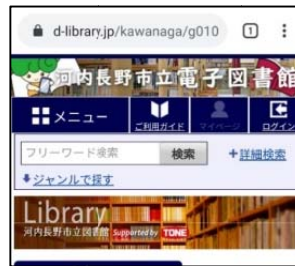 d-library.jp/kawanaga/g010 1
河内長野市立電子図書館
メニュー ご利用ガイド マイページ ログイン
フリーワード検索 検索 +詳細検索
ジャンルで探す
Library
河内長野市立図書館 Supported by TONE